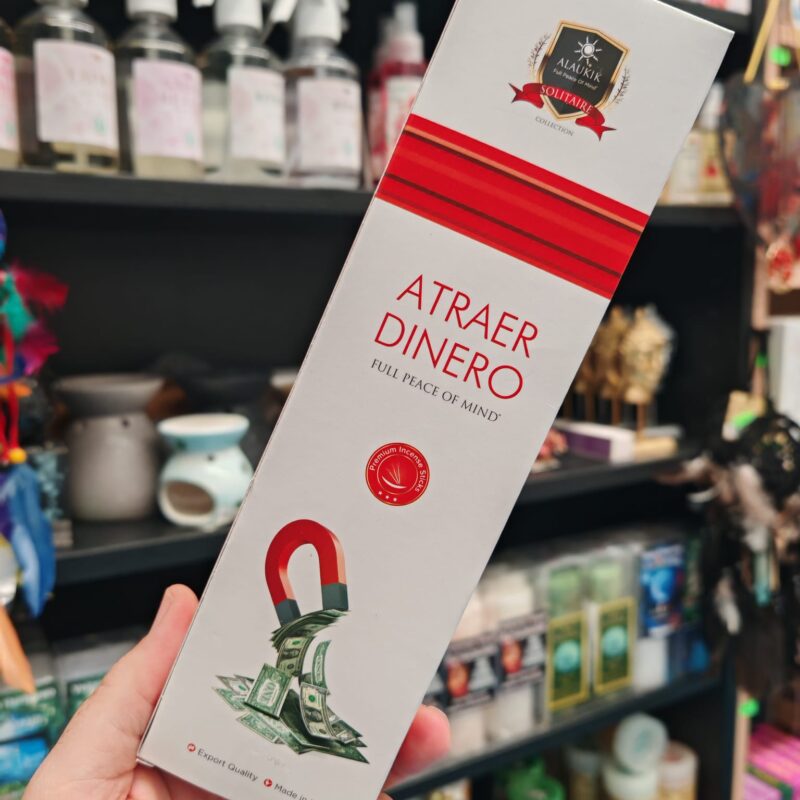 ALAUKIK
Full Peace Of Mind
SOLITAIRE
COLLECTION
ATRAER
DINERO
FULL PEACE OF MIND
Premium Incense Sticks
Export Quality
Made in